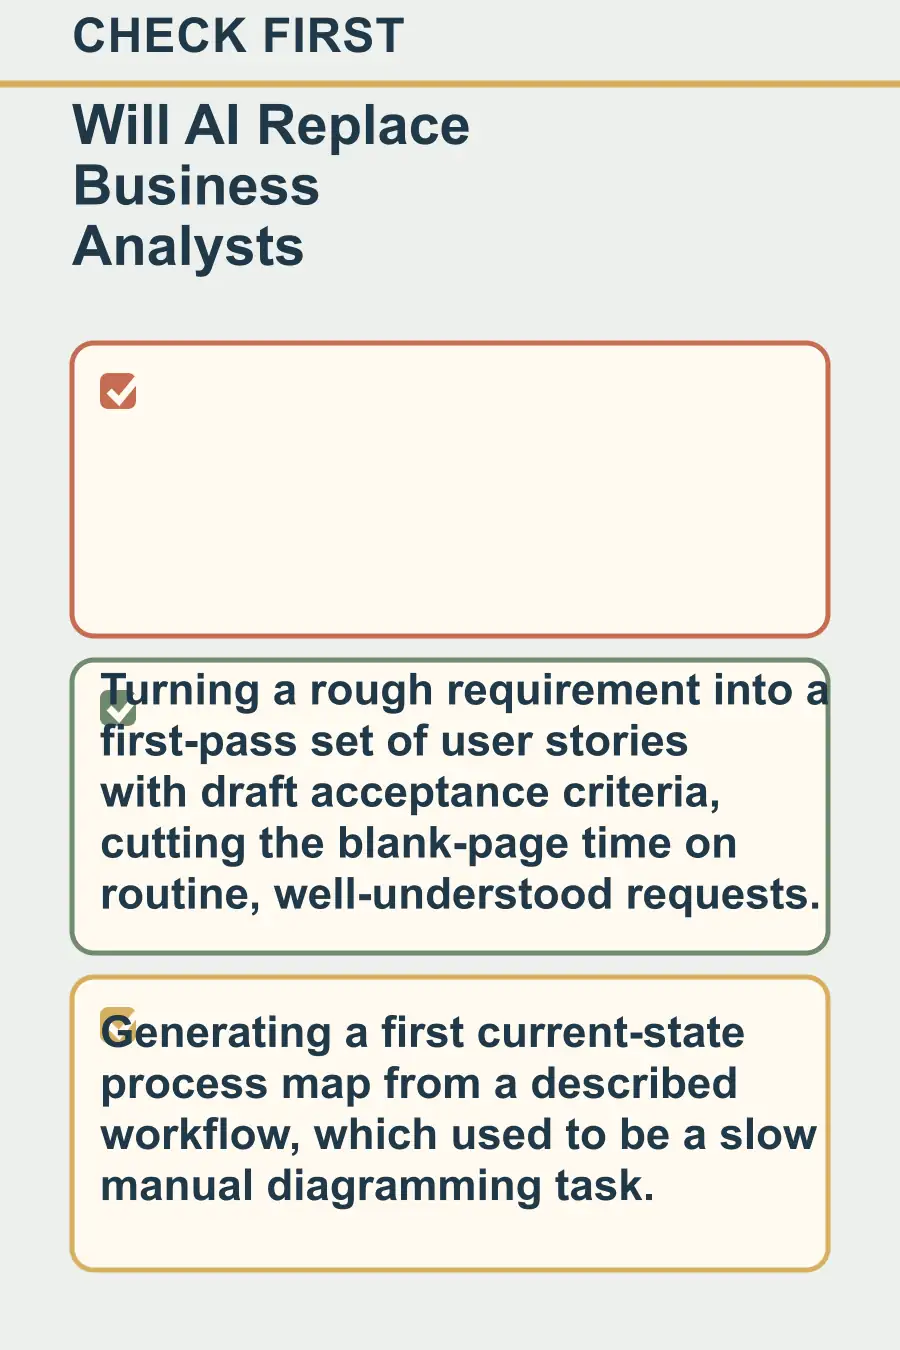 CHECK FIRST
Will AI Replace
Business
Analysts
Turning a rough requirement into a
first-pass set of user stories
with draft acceptance criteria,
cutting the blank-page time on
routine, well-understood requests.
Generating a first current-state
process map from a described
workflow, which used to be a slow
manual diagramming task.